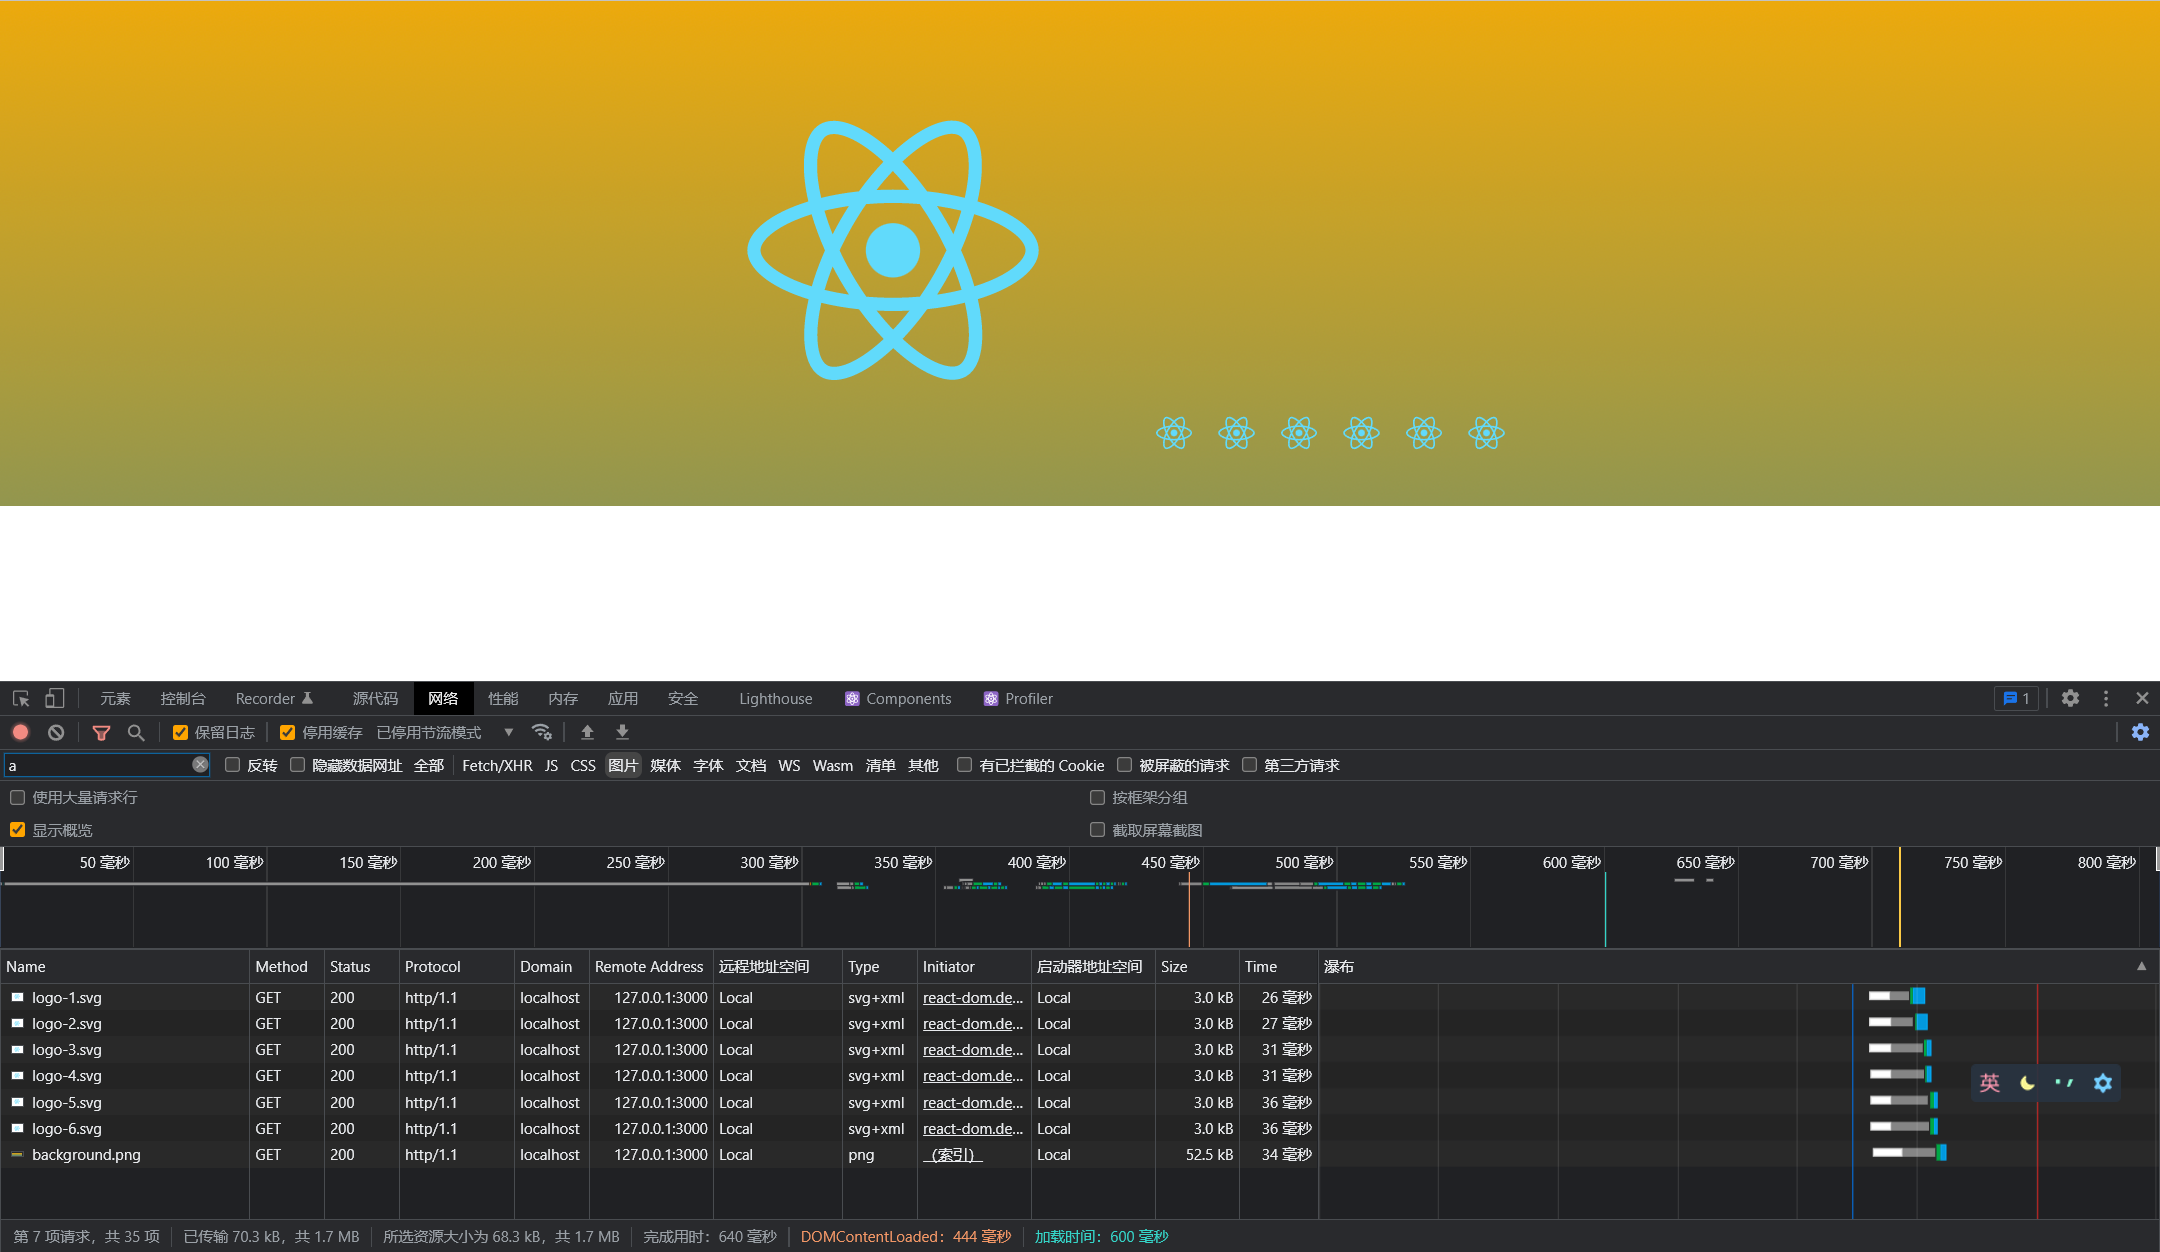 元素 控制台 Recorder 源代码 网络 性能 内存 应用 安全 Lighthouse Components Profiler 1
保留日志 停用缓存 已停用节流模式
a 反转 隐藏数据网址 全部 Fetch/XHR JS CSS 图片 媒体 字体 文档 WS Wasm 清单 其他 有已拦截的 Cookie 被屏蔽的请求 第三方请求
使用大量请求行 按框架分组
显示概览 截取屏幕截图
50 毫秒 100 毫秒 150 毫秒 200 毫秒 250 毫秒 300 毫秒 350 毫秒 400 毫秒 450 毫秒 500 毫秒 550 毫秒 600 毫秒 650 毫秒 700 毫秒 750 毫秒 800 毫秒
Name Method Status Protocol Domain Remote Address 远程地址空间 Type Initiator 启动器地址空间 Size Time 瀑布
logo-1.svg GET 200 http/1.1 localhost 127.0.0.1:3000 Local svg+xml react-dom.de... Local 3.0 kB 26 毫秒
logo-2.svg GET 200 http/1.1 localhost 127.0.0.1:3000 Local svg+xml react-dom.de... Local 3.0 kB 27 毫秒
logo-3.svg GET 200 http/1.1 localhost 127.0.0.1:3000 Local svg+xml react-dom.de... Local 3.0 kB 31 毫秒
logo-4.svg GET 200 http/1.1 localhost 127.0.0.1:3000 Local svg+xml react-dom.de... Local 3.0 kB 31 毫秒
英
logo-5.svg GET 200 http/1.1 localhost 127.0.0.1:3000 Local svg+xml react-dom.de... Local 3.0 kB 36 毫秒
logo-6.svg GET 200 http/1.1 localhost 127.0.0.1:3000 Local svg+xml react-dom.de... Local 3.0 kB 36 毫秒
background.png GET 200 http/1.1 localhost 127.0.0.1:3000 Local png （索引） Local 52.5 kB 34 毫秒
第 7 项请求，共 35 项 已传输 70.3 kB，共 1.7 MB 所选资源大小为 68.3 kB，共 1.7 MB 完成用时：640 毫秒 DOMContentLoaded：444 毫秒 加载时间：600 毫秒